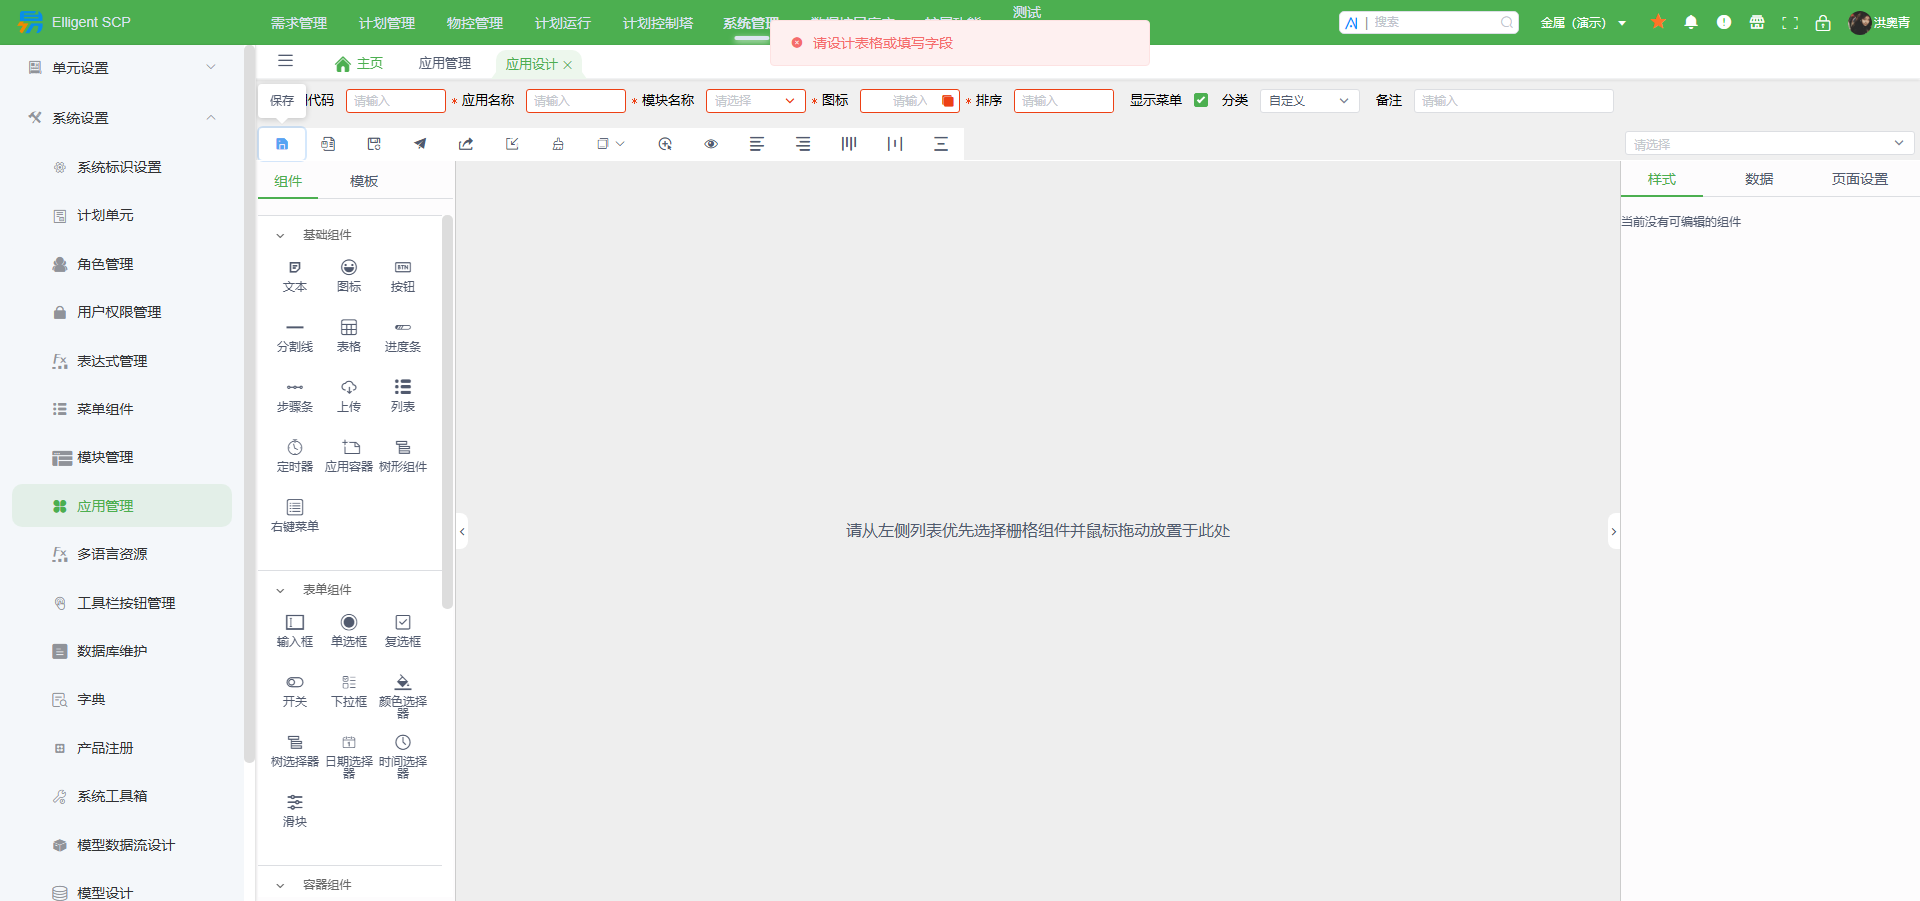 Elligent SCP
需求管理
计划管理
物控管理
计划运行
计划控制塔
系统管理
测试
搜索
金属（演示）
洪奥青
请设计表格或填写字段
主页
应用管理
应用设计
保存
代码
请输入
* 应用名称
请输入
* 模块名称
请选择
* 图标
请输入
* 排序
请输入
显示菜单
分类
自定义
备注
请输入
请选择
单元设置
系统设置
系统标识设置
计划单元
角色管理
用户权限管理
表达式管理
菜单组件
模块管理
应用管理
多语言资源
工具栏按钮管理
数据库维护
字典
产品注册
系统工具箱
模型数据流设计
模型设计
组件
模板
基础组件
文本
图标
按钮
分割线
表格
进度条
步骤条
上传
列表
定时器
应用容器
树形组件
右键菜单
表单组件
输入框
单选框
复选框
开关
下拉框
颜色选择器
树选择器
日期选择器
时间选择器
滑块
容器组件
请从左侧列表优先选择栅格组件并鼠标拖动放置于此处
样式
数据
页面设置
当前没有可编辑的组件